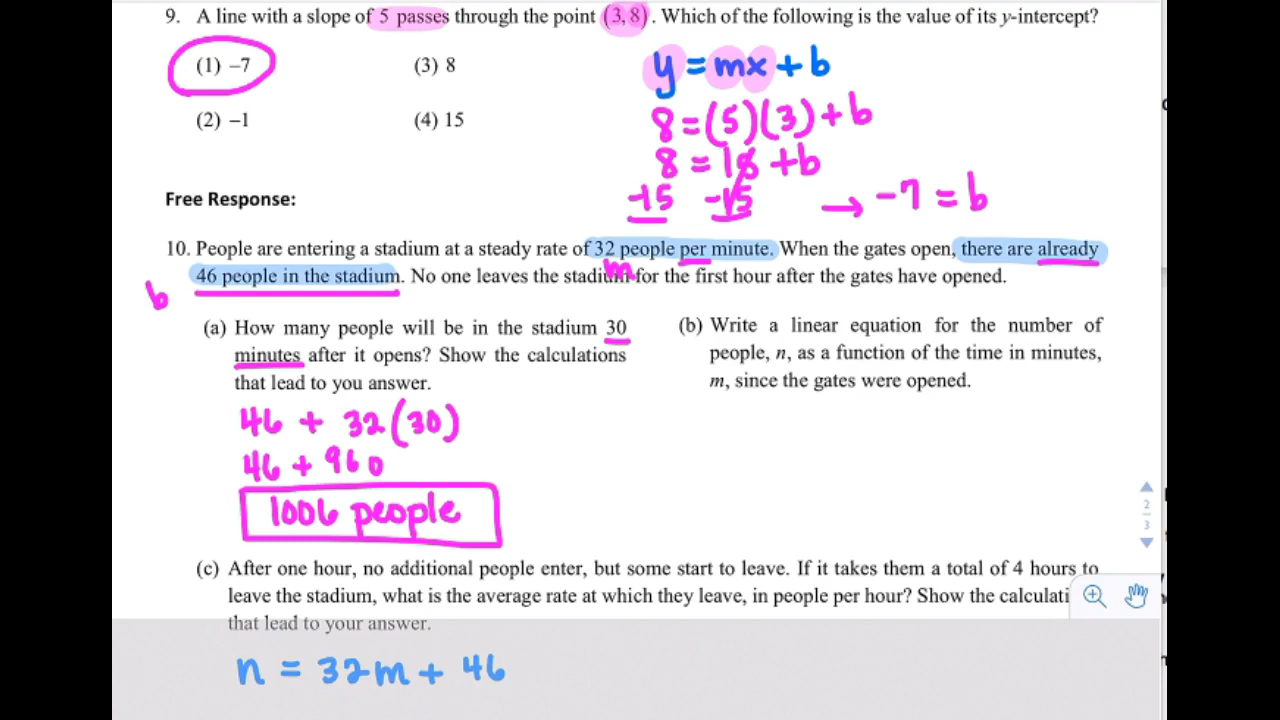 9. A line with a slope of 5 passes through the point (3,8). Which of the following is the value of its y-intercept?
(1) –7
(3) 8
(2) –1
(4) 15
y = mx + b
8 = (5)(3) + b
8 = 18 + b
-15 -15 → -7 = b
Free Response:
10. People are entering a stadium at a steady rate of 32 people per minute. When the gates open, there are already
46 people in the stadium. No one leaves the stadium for the first hour after the gates have opened.
m
b
(a) How many people will be in the stadium 30
minutes after it opens? Show the calculations
that lead to you answer.
46 + 32(30)
46 + 960
1006 people
(b) Write a linear equation for the number of
people, n, as a function of the time in minutes,
m, since the gates were opened.
2
3
(c) After one hour, no additional people enter, but some start to leave. If it takes them a total of 4 hours to
leave the stadium, what is the average rate at which they leave, in people per hour? Show the calculati
that lead to your answer.
n = 32m + 46